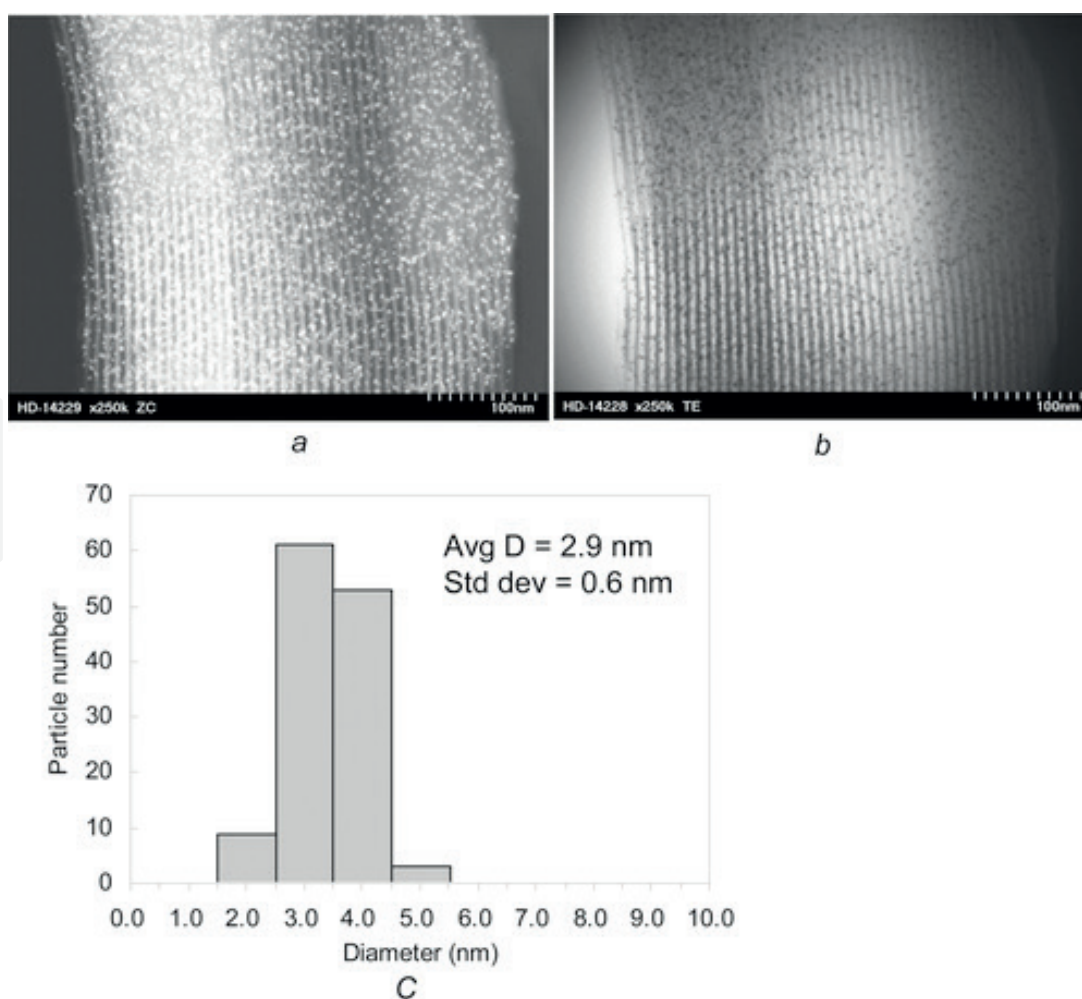 HD-14229 x250k ZC 100nm
HD-14228 x250k TE 100nm
a
b
70
60
50
40
30
20
10
0
Particle number
Avg D = 2.9 nm
Std dev = 0.6 nm
0.0 1.0 2.0 3.0 4.0 5.0 6.0 7.0 8.0 9.0 10.0
Diameter (nm)
C